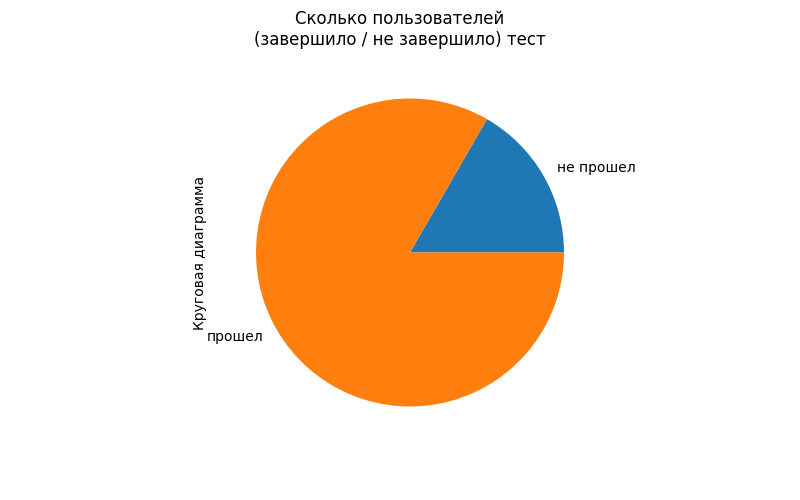 Сколько пользователей
(завершило / не завершило) тест
не прошел
Круговая диаграмма
прошел